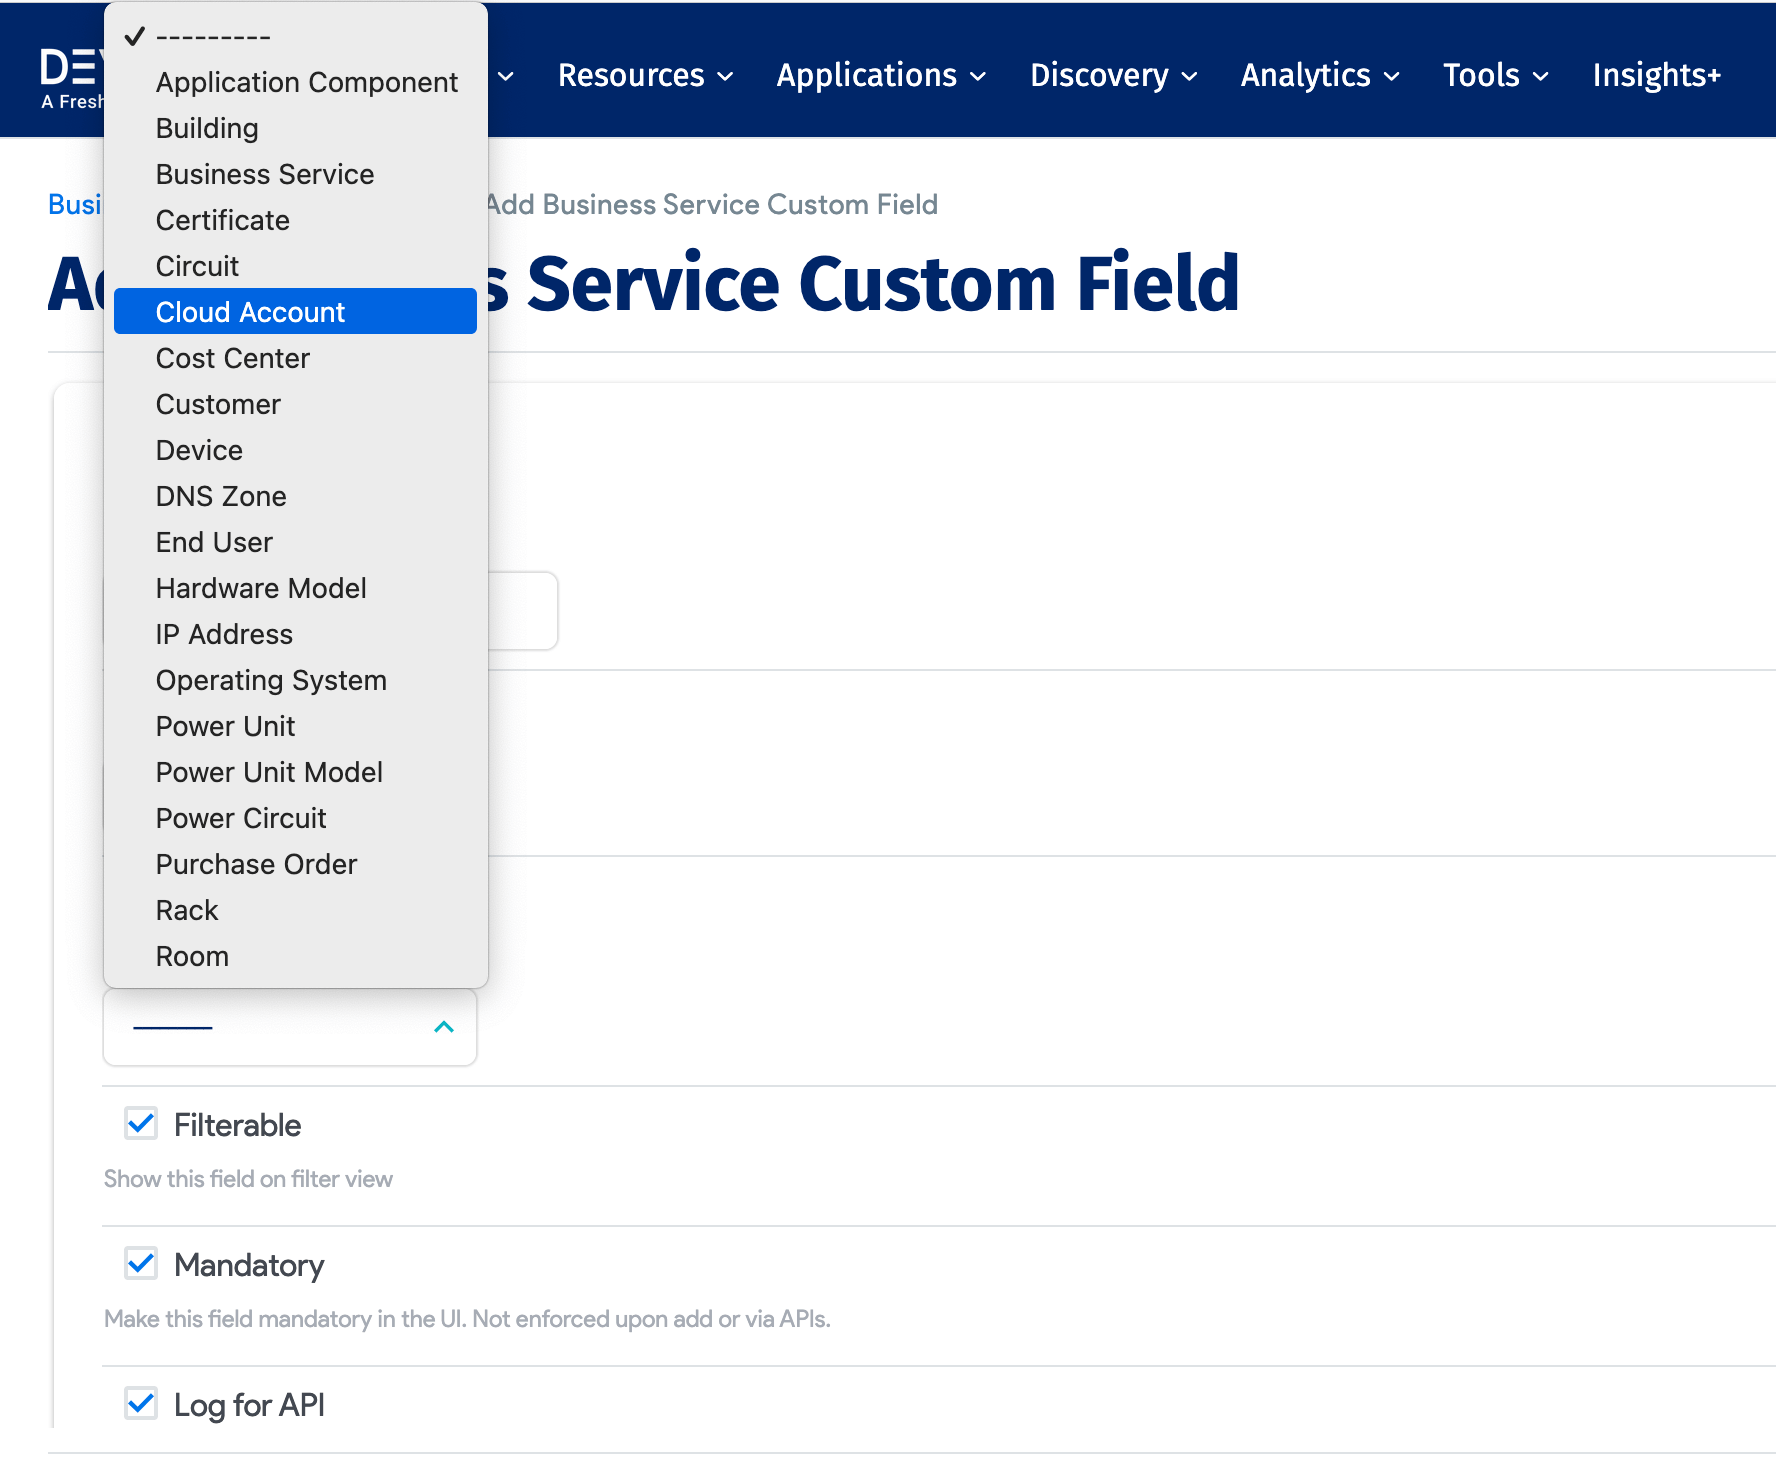 ---------
Application Component
Building
Business Service
Certificate
Circuit
Cloud Account
Cost Center
Customer
Device
DNS Zone
End User
Hardware Model
IP Address
Operating System
Power Unit
Power Unit Model
Power Circuit
Purchase Order
Rack
Room
Resources Applications Discovery Analytics Tools Insights+
Add Business Service Custom Field
Service Custom Field
Filterable
Show this field on filter view
Mandatory
Make this field mandatory in the UI. Not enforced upon add or via APIs.
Log for API